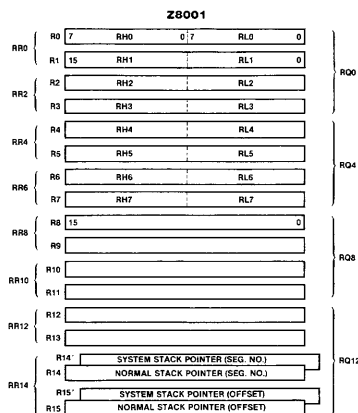 Z8001
RR0 R0 7 RH0 0 7 RL0 0
R1 15 RH1 RL1 0
RQ0
RR2 R2 RH2 RL2
R3 RH3 RL3
RR4 R4 RH4 RL4
R5 RH5 RL5
RQ4
RR6 R6 RH6 RL6
R7 RH7 RL7
RR8 R8 15 0
R9
RQ8
RR10 R10
R11
RR12 R12
R13
R14' SYSTEM STACK POINTER (SEG. NO.)
RQ12
RR14 R14 NORMAL STACK POINTER (SEG. NO.)
R15' SYSTEM STACK POINTER (OFFSET)
R15 NORMAL STACK POINTER (OFFSET)